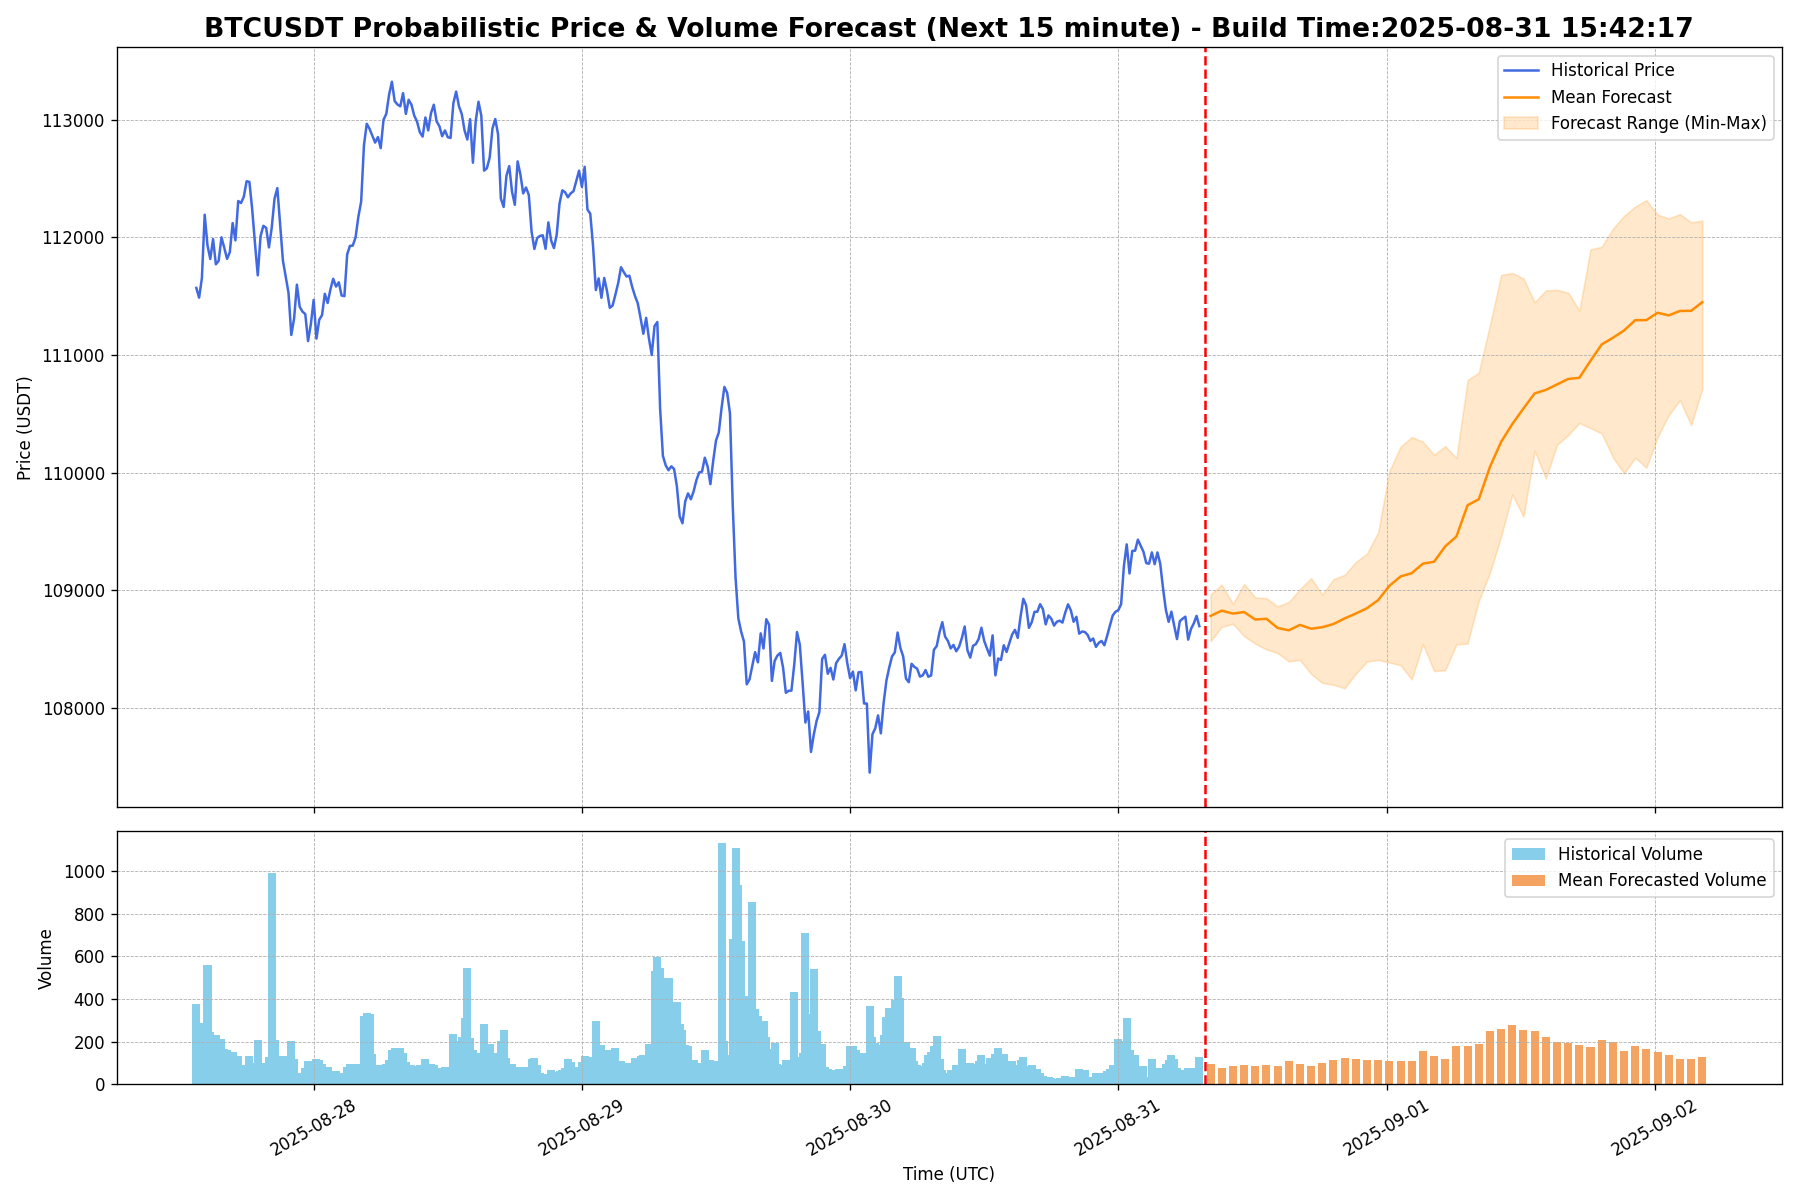 BTCUSDT Probabilistic Price & Volume Forecast (Next 15 minute) - Build Time:2025-08-31 15:42:17
Historical Price
Mean Forecast
Forecast Range (Min-Max)
Price (USDT)
113000
112000
111000
110000
109000
108000
Historical Volume
Mean Forecasted Volume
Volume
1000
800
600
400
200
0
2025-08-28
2025-08-29
2025-08-30
2025-08-31
2025-09-01
2025-09-02
Time (UTC)